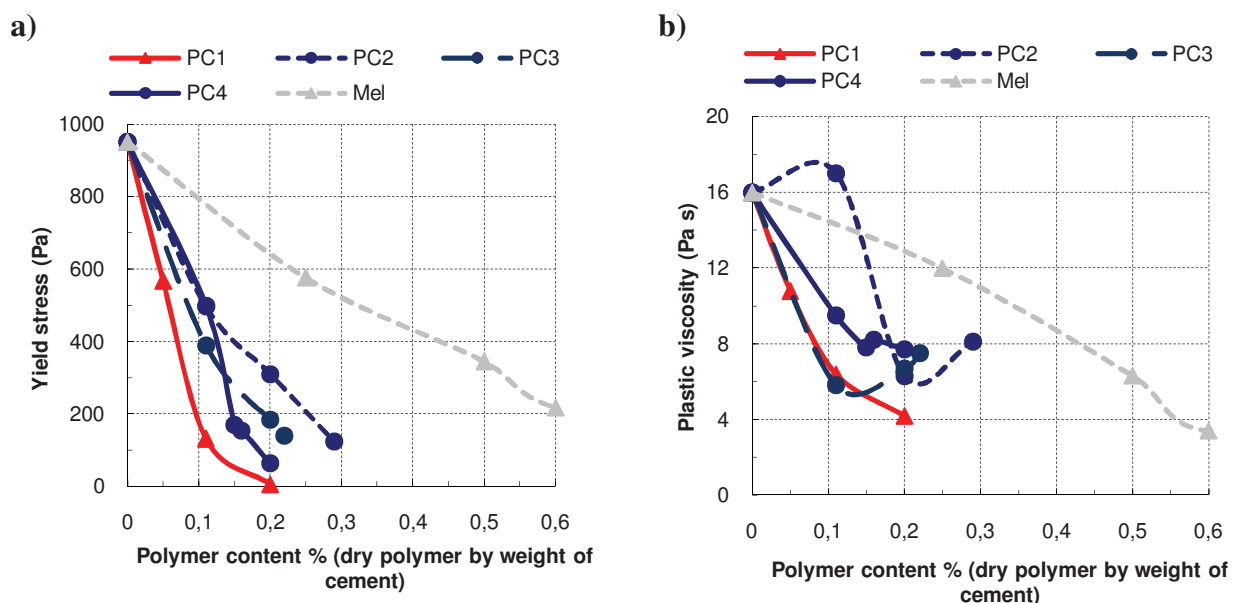 a)
PC1 PC2 PC3
PC4 Mel
Yield stress (Pa)
1000
800
600
400
200
0
0 0,1 0,2 0,3 0,4 0,5 0,6
Polymer content % (dry polymer by weight of
cement)
b)
PC1 PC2 PC3
PC4 Mel
Plastic viscosity (Pa s)
20
16
12
8
4
0
0 0,1 0,2 0,3 0,4 0,5 0,6
Polymer content % (dry polymer by weight of
cement)